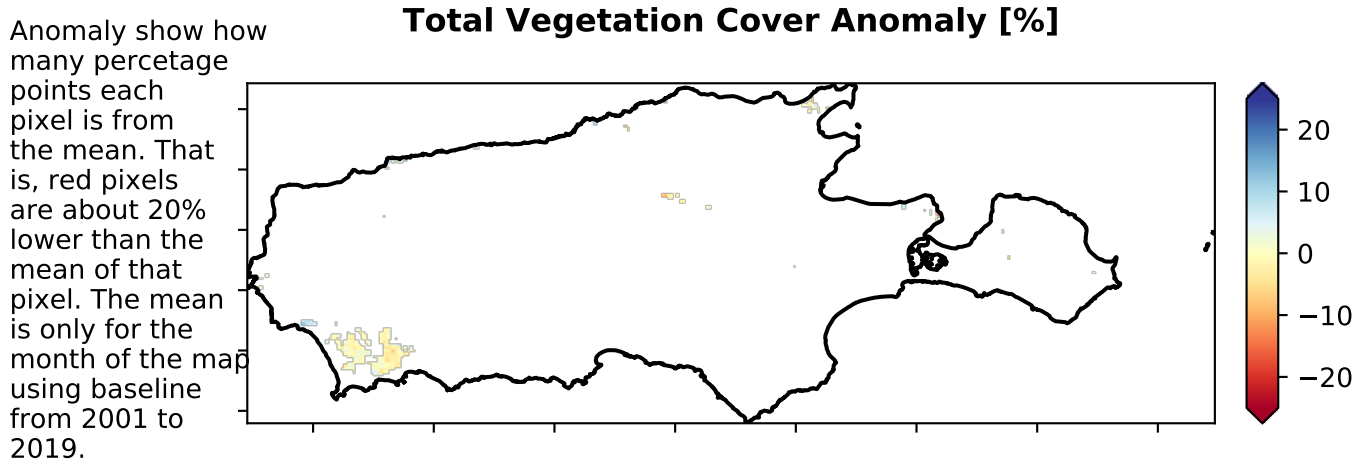 Total Vegetation Cover Anomaly [%]
Anomaly show how
many percetage
points each
pixel is from
the mean. That
is, red pixels
are about 20%
lower than the
mean of that
pixel. The mean
is only for the
month of the map
using baseline
from 2001 to
2019.
20
10
0
−10
−20